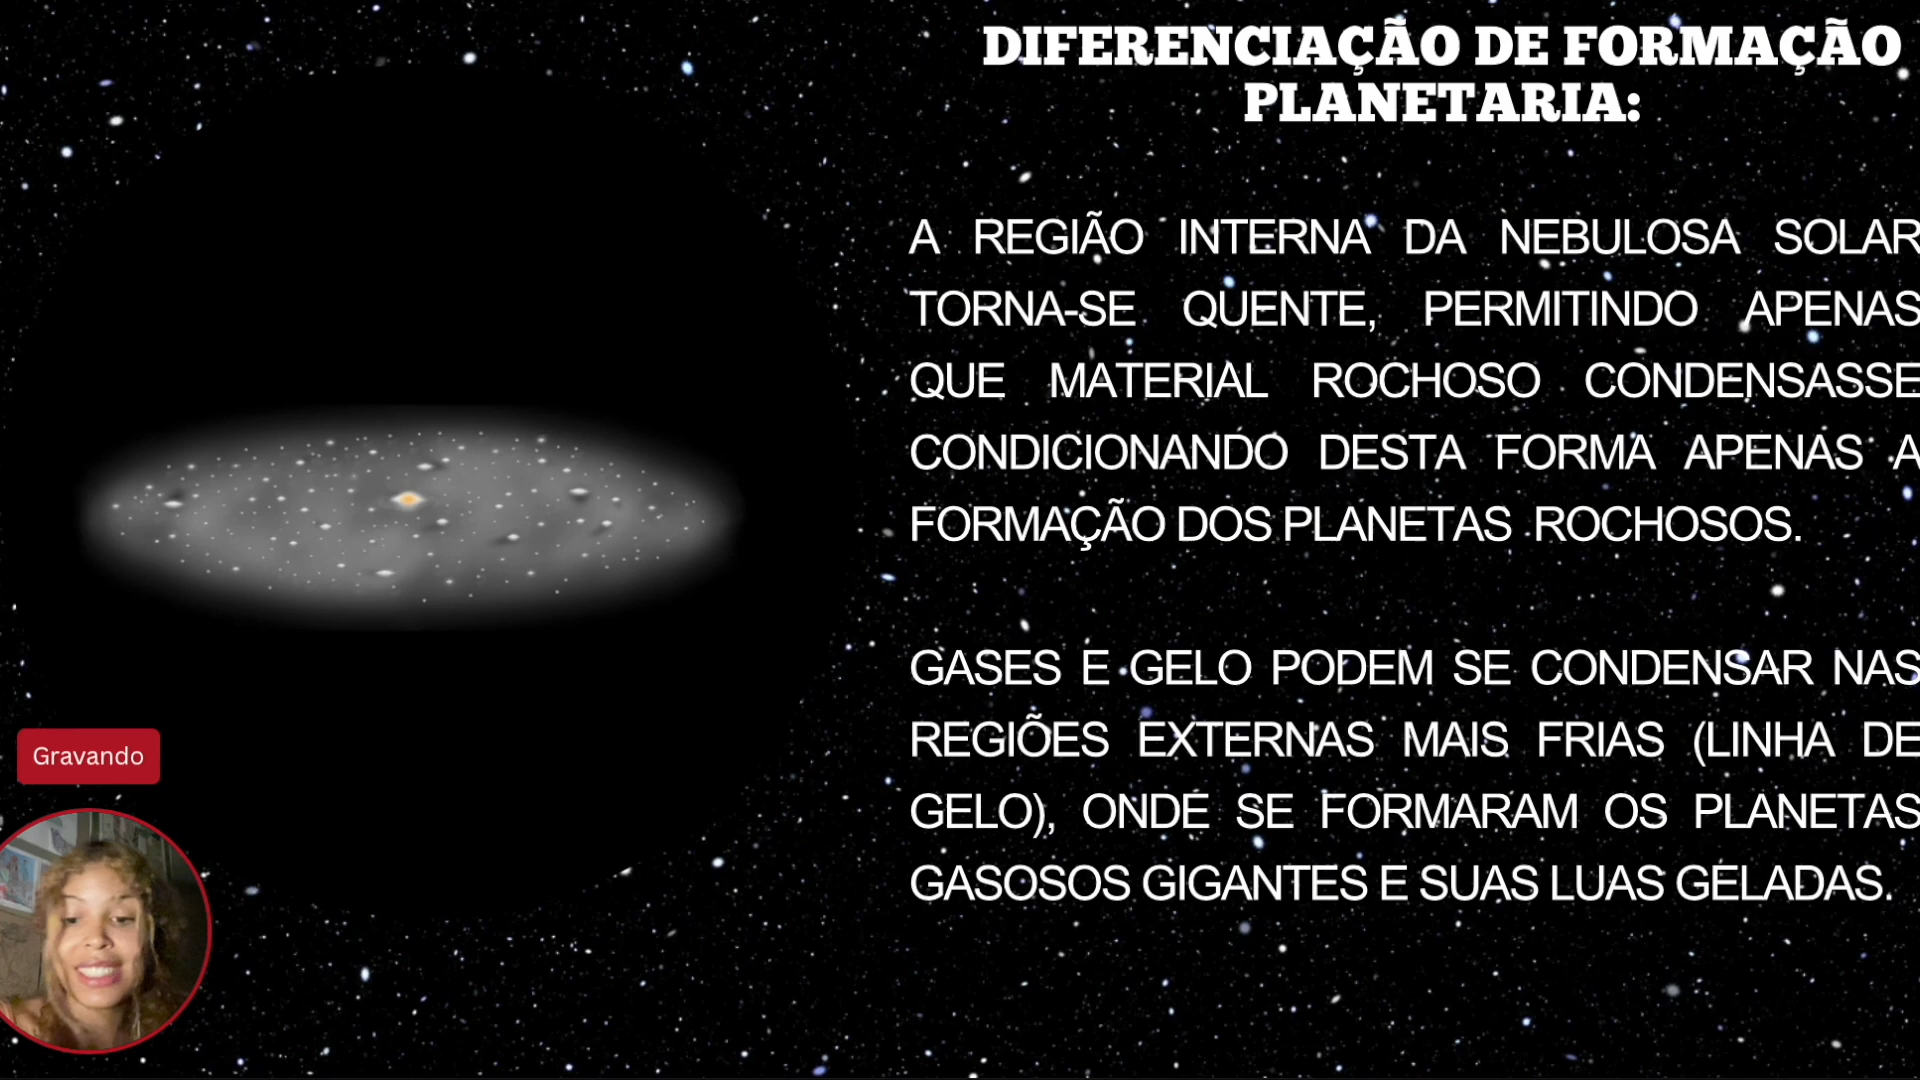 DIFERENCIAÇÃO DE FORMAÇÃO
PLANETARIA:
A REGIÃO INTERNA DA NEBULOSA SOLAR
TORNA-SE QUENTE, PERMITINDO APENAS
QUE MATERIAL ROCHOSO CONDENSASSE
CONDICIONANDO DESTA FORMA APENAS A
FORMAÇÃO DOS PLANETAS ROCHOSOS.
GASES E GELO PODEM SE CONDENSAR NAS
REGIÕES EXTERNAS MAIS FRIAS (LINHA DE
GELO), ONDE SE FORMARAM OS PLANETAS
GASOSOS GIGANTES E SUAS LUAS GELADAS.
Gravando